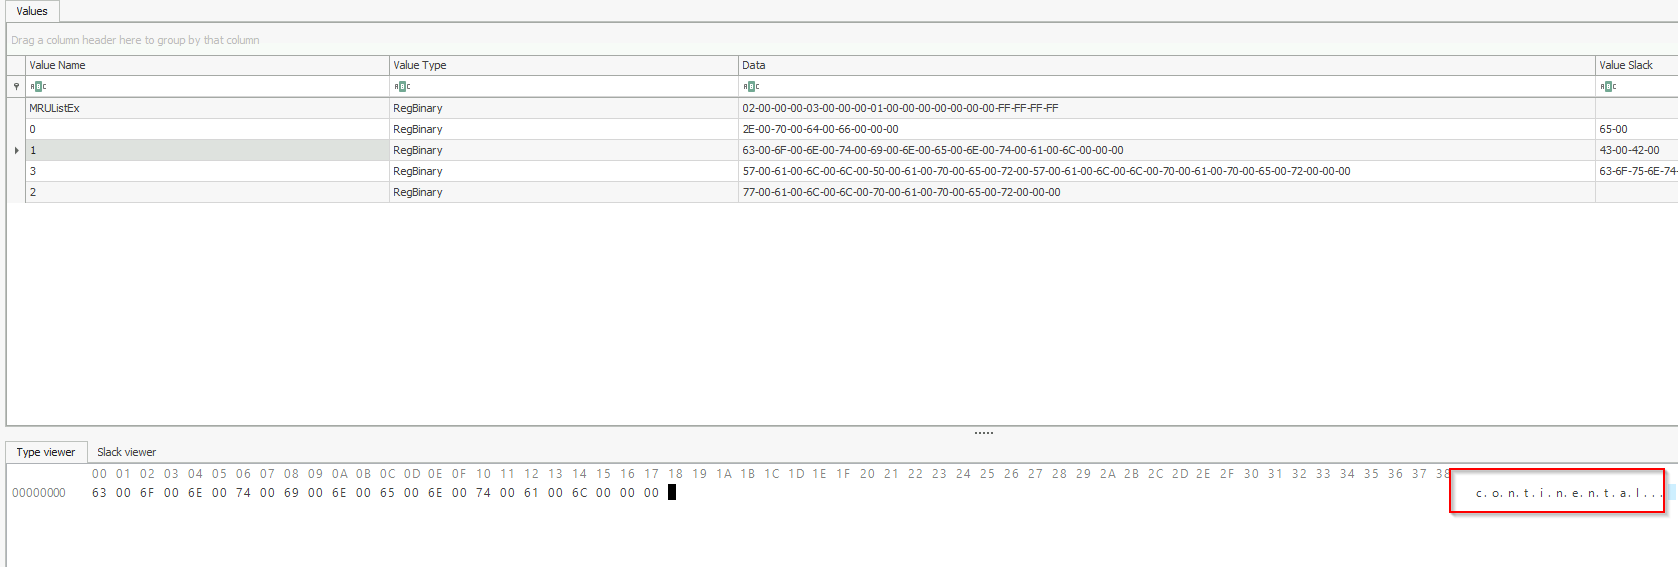 Values
Drag a column header here to group by that column
Value Name Value Type Data Value Slack
MRUListEx RegBinary 02-00-00-00-03-00-00-00-01-00-00-00-00-00-00-00-FF-FF-FF-FF
0 RegBinary 2E-00-70-00-64-00-66-00-00-00 65-00
1 RegBinary 63-00-6F-00-6E-00-74-00-69-00-6E-00-65-00-6E-00-74-00-61-00-6C-00-00-00 43-00-42-00
3 RegBinary 57-00-61-00-6C-00-6C-00-50-00-61-00-70-00-65-00-72-00-57-00-61-00-6C-00-6C-00-70-00-61-00-70-00-65-00-72-00-00-00 63-6F-75-6E-74-
2 RegBinary 77-00-61-00-6C-00-6C-00-70-00-61-00-70-00-65-00-72-00-00-00
Type viewer Slack viewer
00 01 02 03 04 05 06 07 08 09 0A 0B 0C 0D 0E 0F 10 11 12 13 14 15 16 17 18 19 1A 1B 1C 1D 1E 1F 20 21 22 23 24 25 26 27 28 29 2A 2B 2C 2D 2E 2F 30 31 32 33 34 35 36 37 38
00000000 63 00 6F 00 6E 00 74 00 69 00 6E 00 65 00 6E 00 74 00 61 00 6C 00 00 00 c.o.n.t.i.n.e.n.t.a.l...